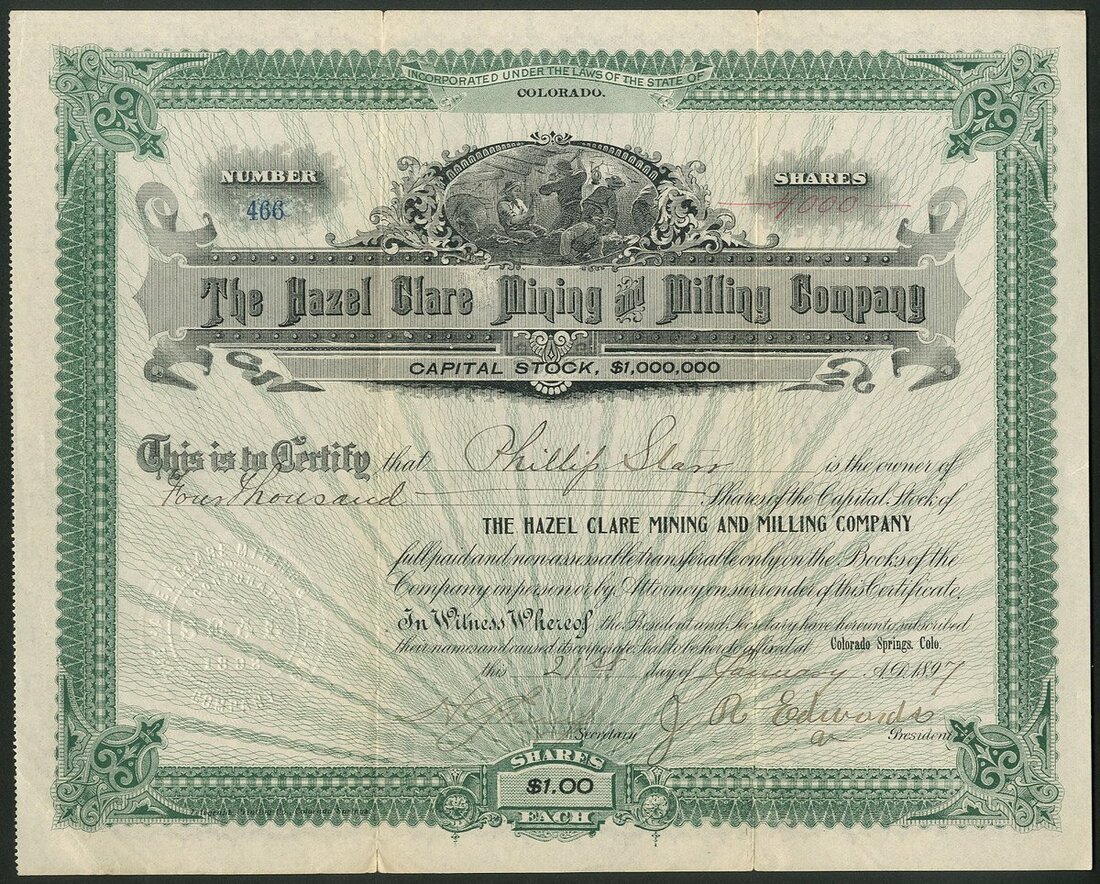 INCORPORATED UNDER THE LAWS OF THE STATE OF
COLORADO.
NUMBER
466
SHARES
4000
The Hazel Clare Mining and Milling Company
CAPITAL STOCK, $1,000,000
This is to Certify that Phillip Starr is the owner of
Four Thousand Shares of the Capital Stock of
THE HAZEL CLARE MINING AND MILLING COMPANY
full paid and non-assessable transferable only on the Books of the
Company in person or by Attorney on surrender of this Certificate.
In Witness Whereof the President and Secretary have hereunto subscribed
their names and caused its corporate seal to be hereto affixed at Colorado Springs, Colo.
this 21st day of January A.D. 1897
J R Edwards
Secretary
President
SHARES
$1.00
EACH
SEAL